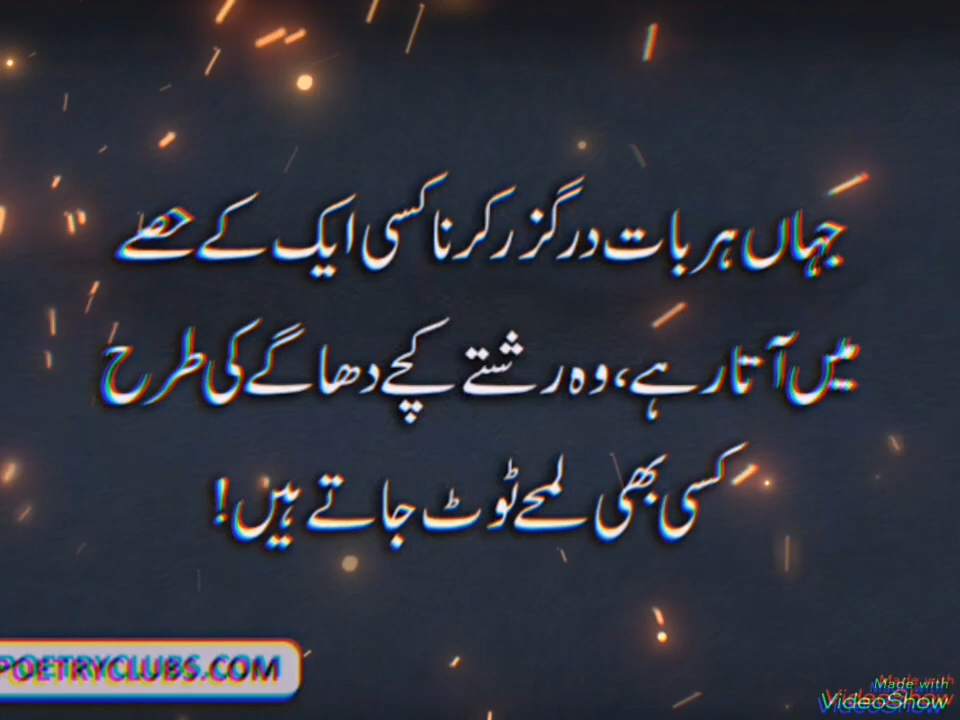 جہاں ہر بات درگزر کرنا کسی ایک کے حصے
میں آتا رہے، وہ رشتے کچے دھاگے کی طرح
کسی بھی لمحے ٹوٹ جاتے ہیں!
POETRYCLUBS.COM
Made with
VideoShow